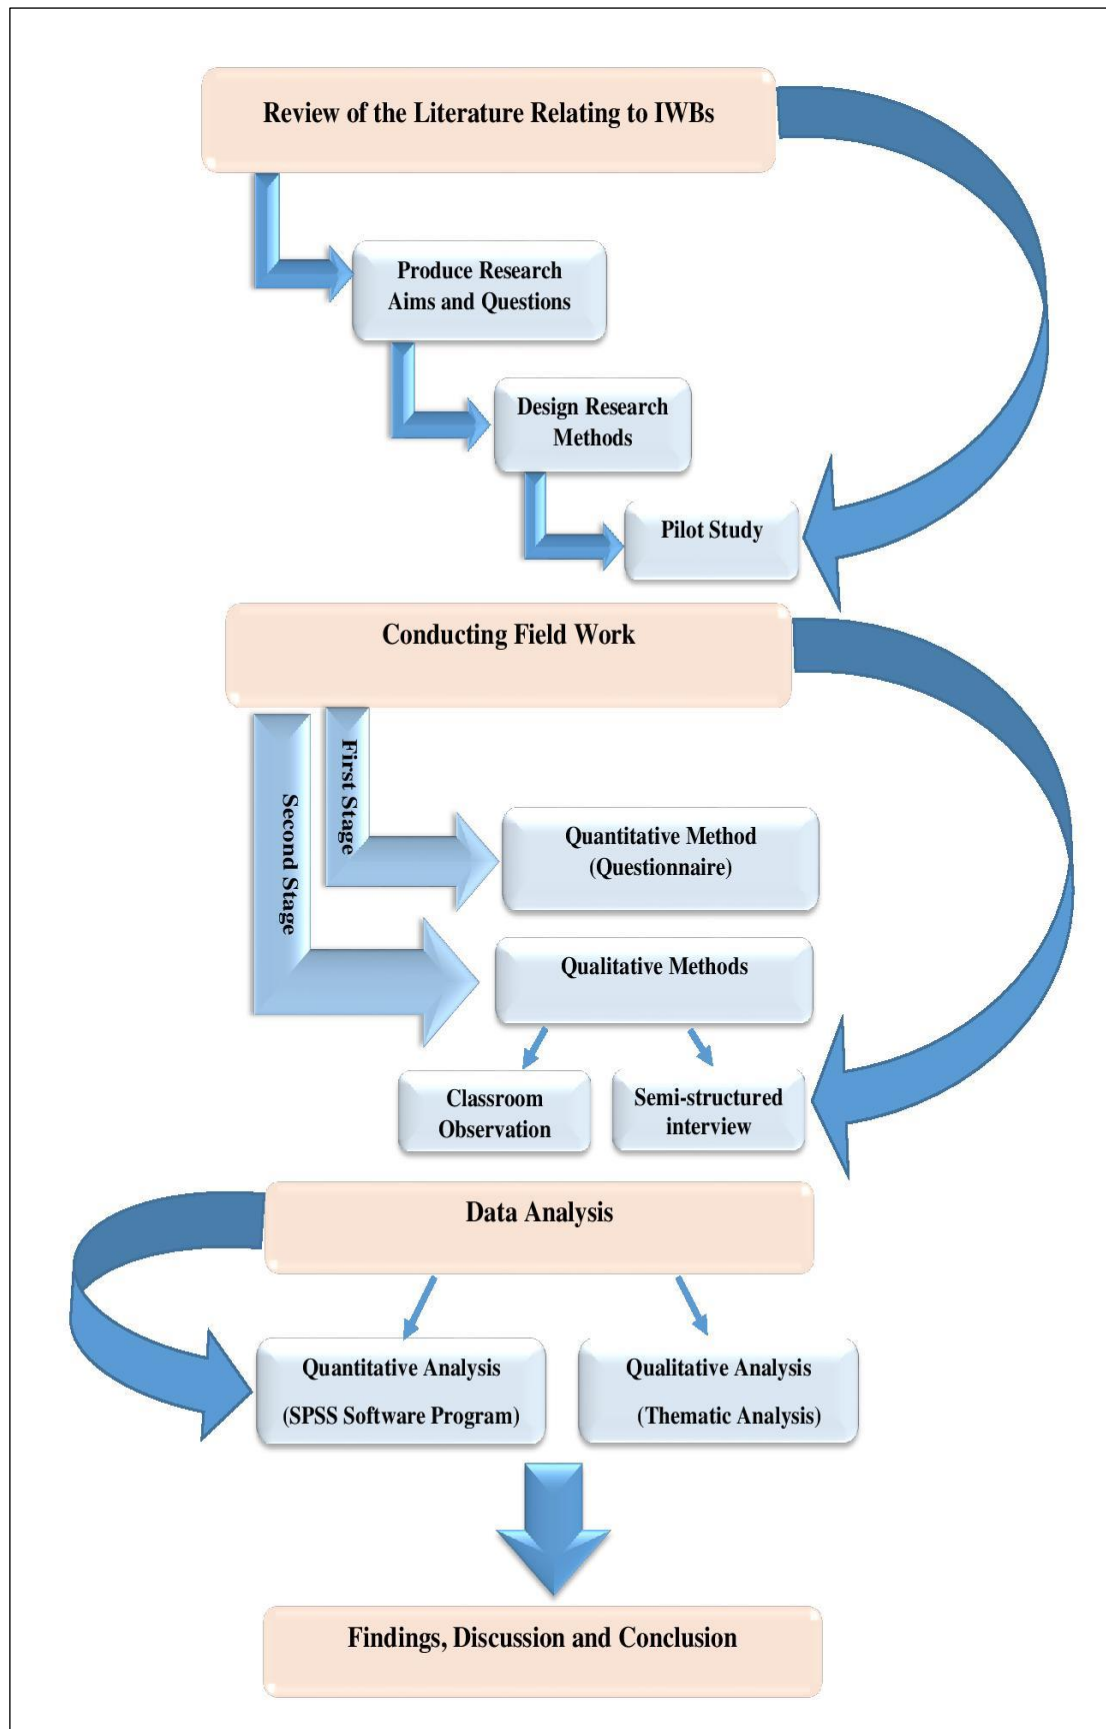 Review of the Literature Relating to IWBs
Produce Research
Aims and Questions
Design Research
Methods
Pilot Study
Conducting Field Work
First Stage
Second Stage
Quantitative Method
(Questionnaire)
Qualitative Methods
Classroom
Observation
Semi-structured
interview
Data Analysis
Quantitative Analysis
(SPSS Software Program)
Qualitative Analysis
(Thematic Analysis)
Findings, Discussion and Conclusion